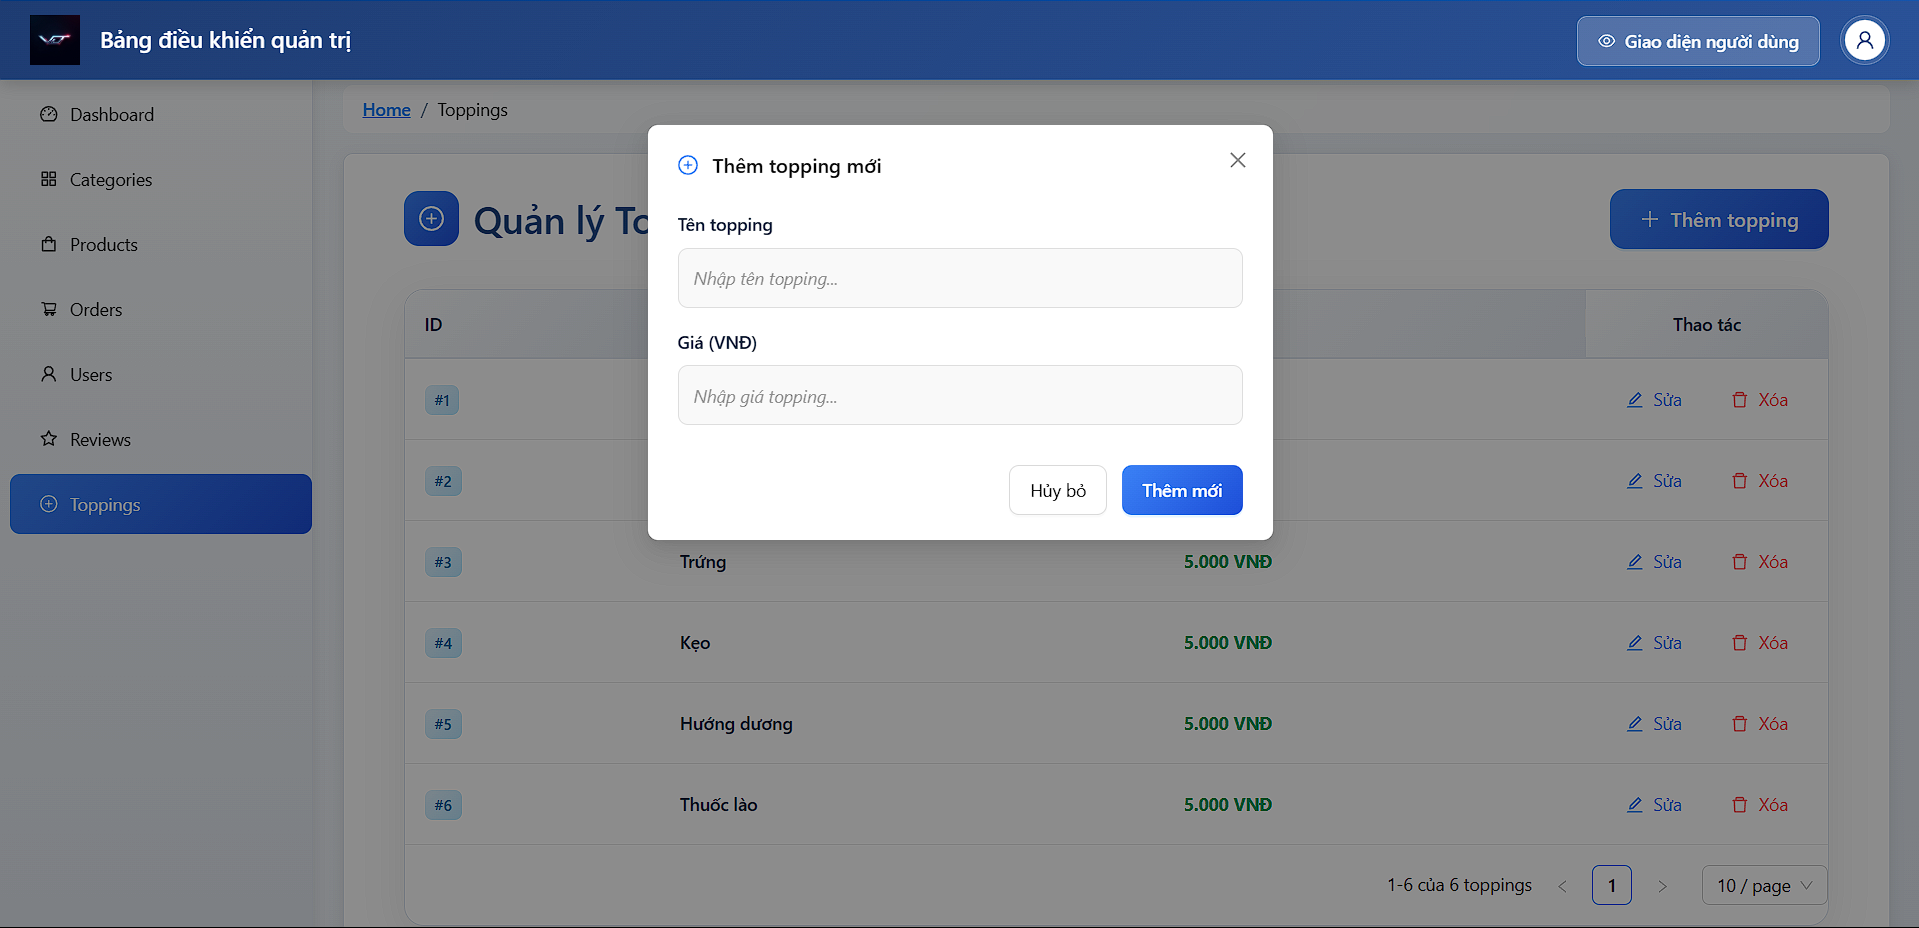 Bảng điều khiển quản trị
Giao diện người dùng
Dashboard
Categories
Products
Orders
Users
Reviews
Toppings
Home / Toppings
Quản lý To
Thêm topping
Thêm topping mới
Tên topping
Nhập tên topping...
Giá (VNĐ)
Nhập giá topping...
Hủy bỏ
Thêm mới
ID Thao tác
#1 Sửa Xóa
#2 Sửa Xóa
#3 Trứng 5.000 VNĐ Sửa Xóa
#4 Kẹo 5.000 VNĐ Sửa Xóa
#5 Hướng dương 5.000 VNĐ Sửa Xóa
#6 Thuốc lào 5.000 VNĐ Sửa Xóa
1-6 của 6 toppings < 1 > 10 / page